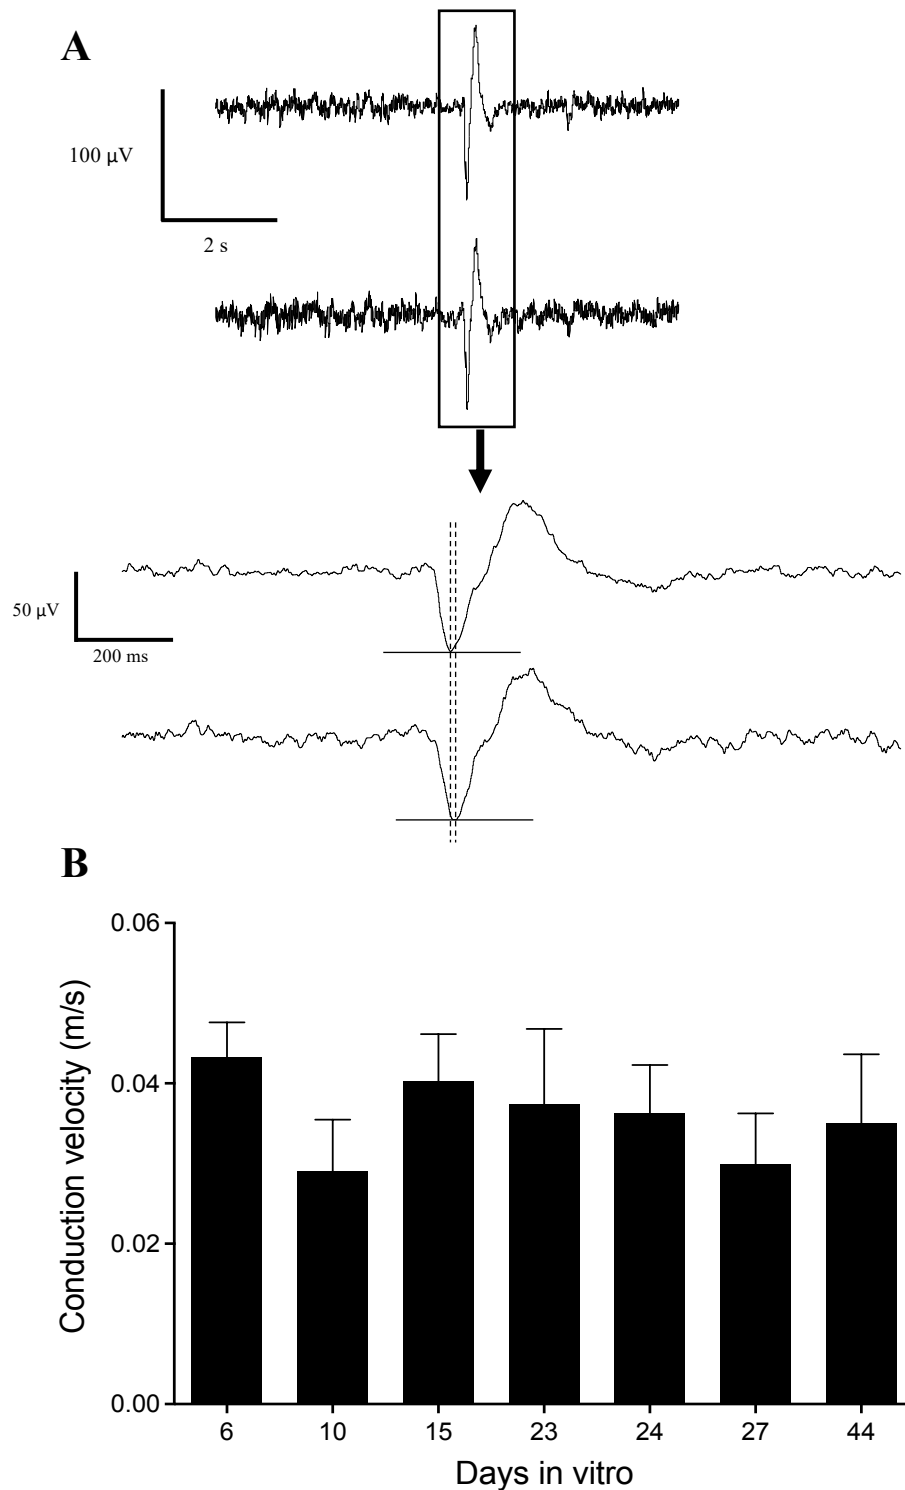 A
100 µV
2 s
50 µV
200 ms
B
Conduction velocity (m/s)
0.06
0.04
0.02
0.00
6 10 15 23 24 27 44
Days in vitro